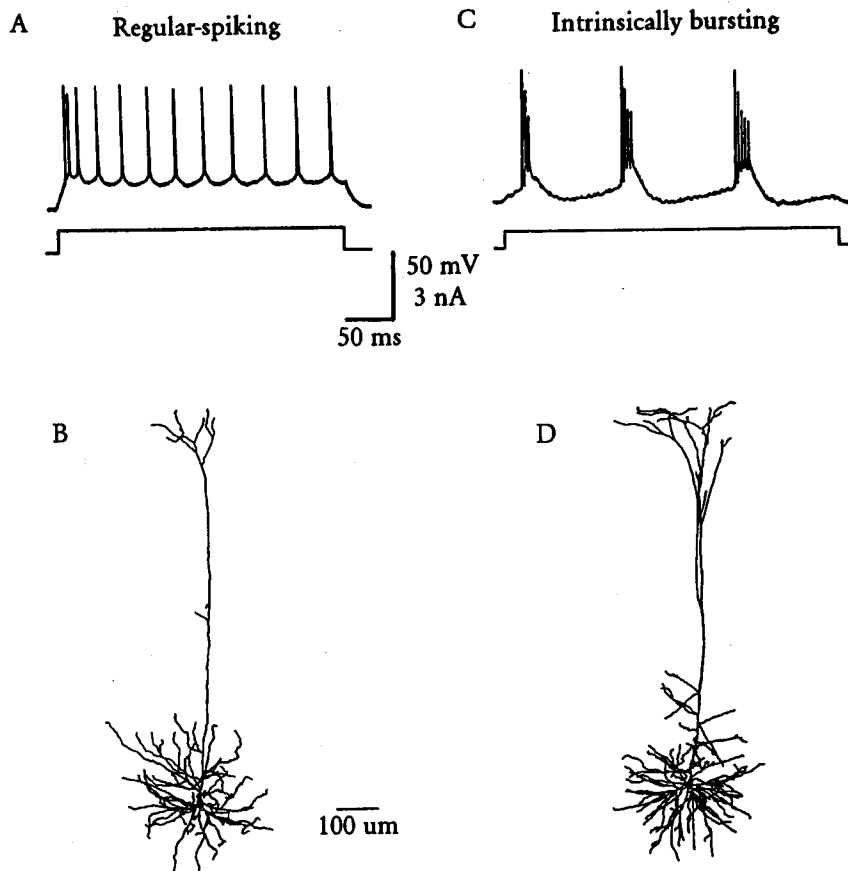 A
Regular-spiking
C
Intrinsically bursting
50 mV
3 nA
50 ms
B
D
100 um